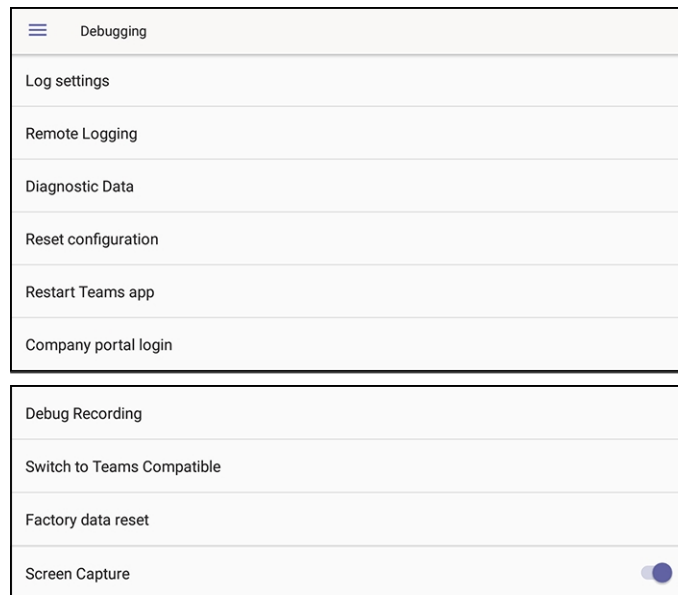 Debugging
Log settings
Remote Logging
Diagnostic Data
Reset configuration
Restart Teams app
Company portal login
Debug Recording
Switch to Teams Compatible
Factory data reset
Screen Capture